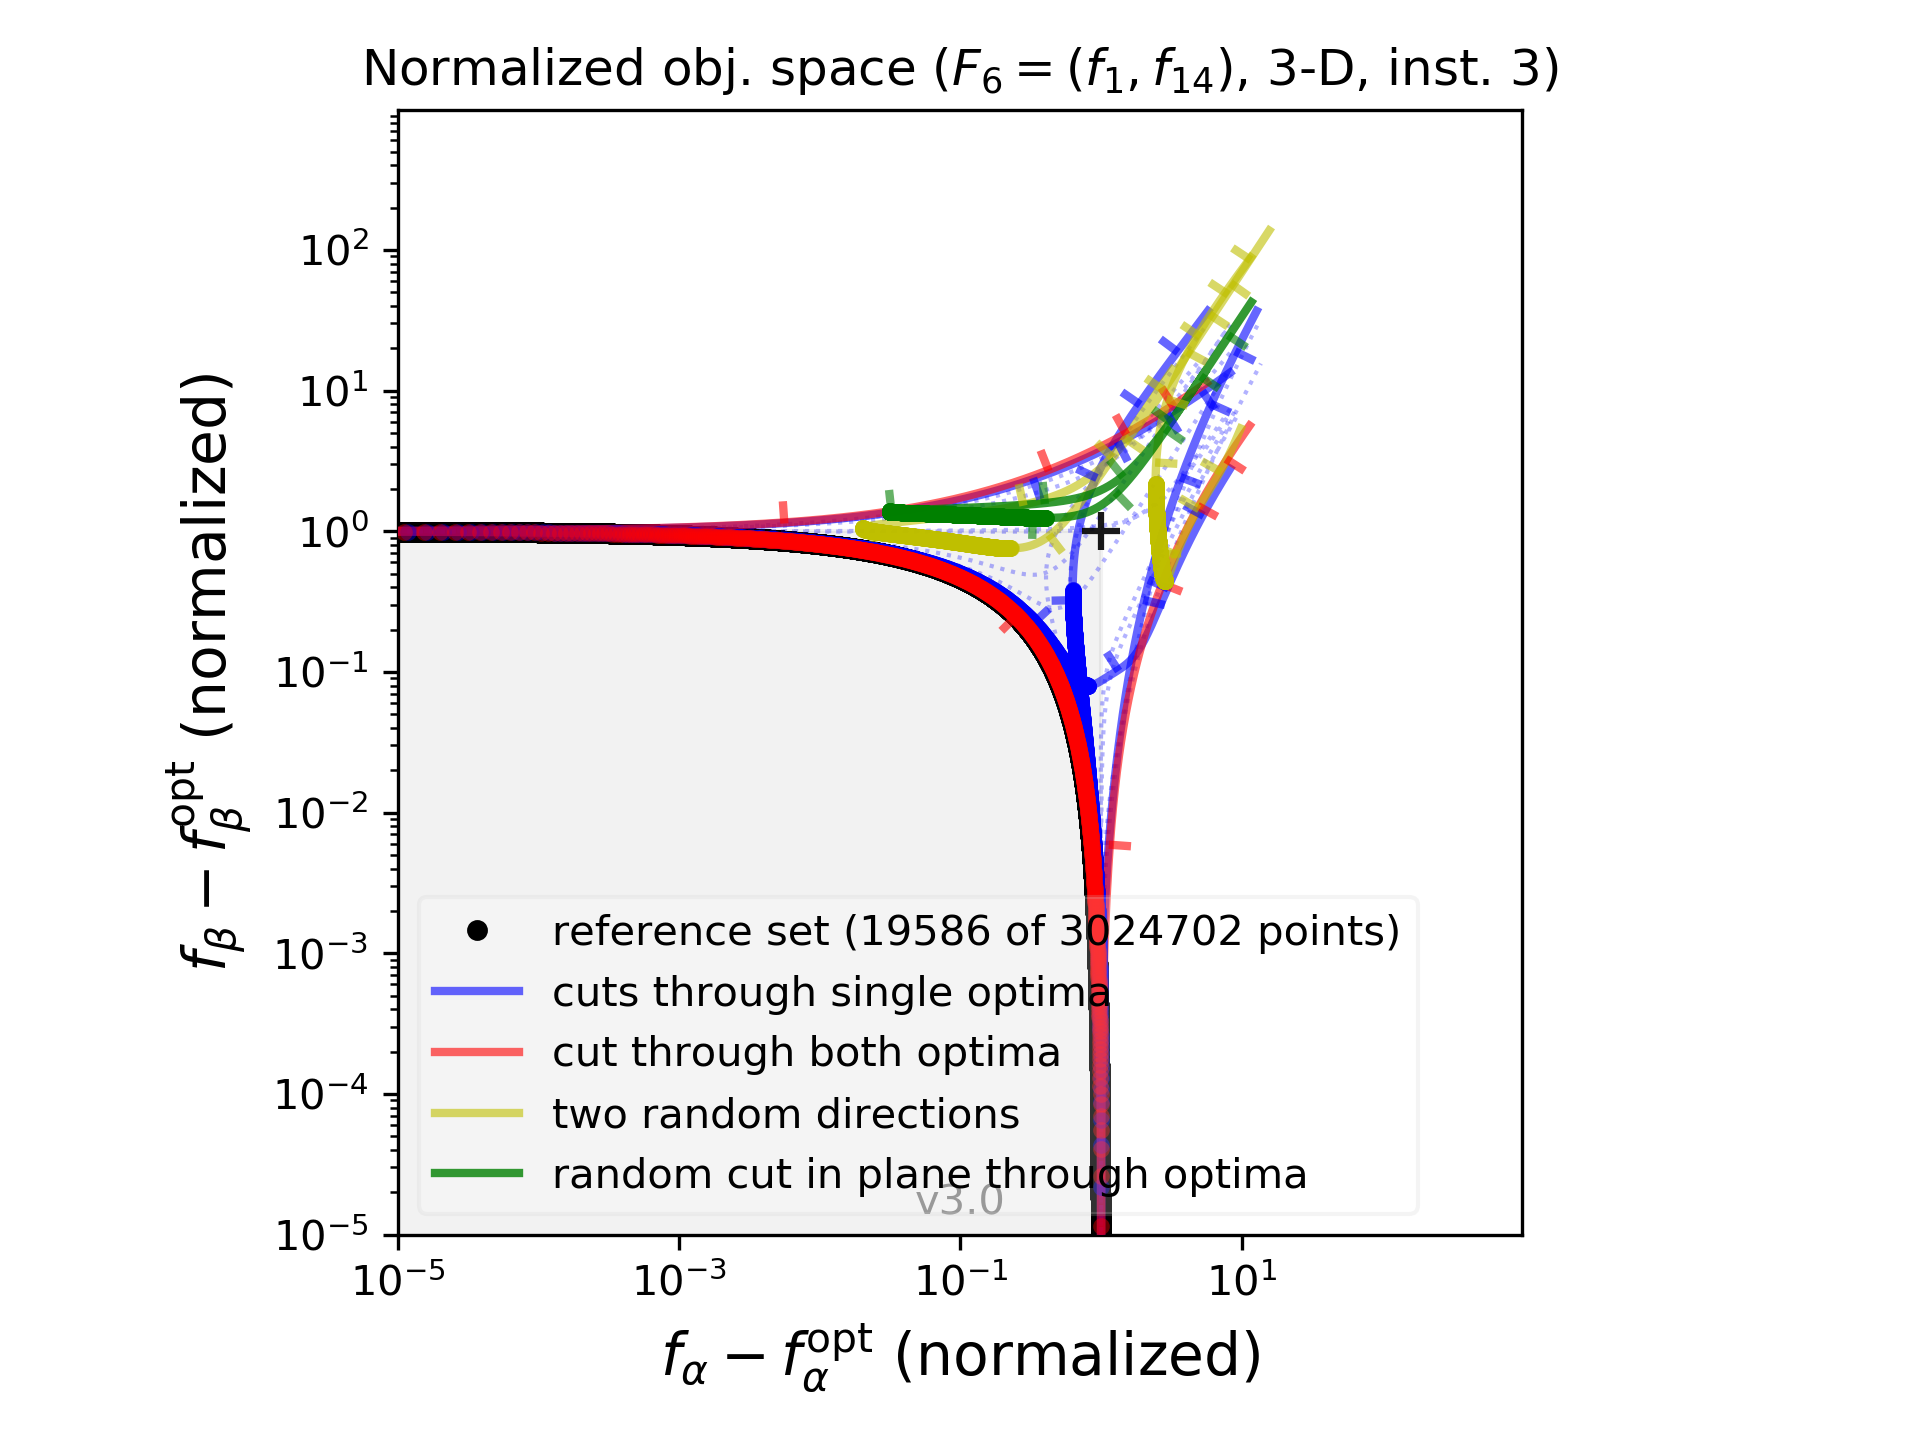 Normalized obj. space (F₆ = (f₁, f₁₄), 3-D, inst. 3)
f_β − f_β^opt (normalized)
10²
10¹
10⁰
10⁻¹
10⁻²
10⁻³
10⁻⁴
10⁻⁵
reference set (19586 of 3024702 points)
cuts through single optima
cut through both optima
two random directions
random cut in plane through optima
v3.0
10⁻⁵ 10⁻³ 10⁻¹ 10¹
f_α − f_α^opt (normalized)